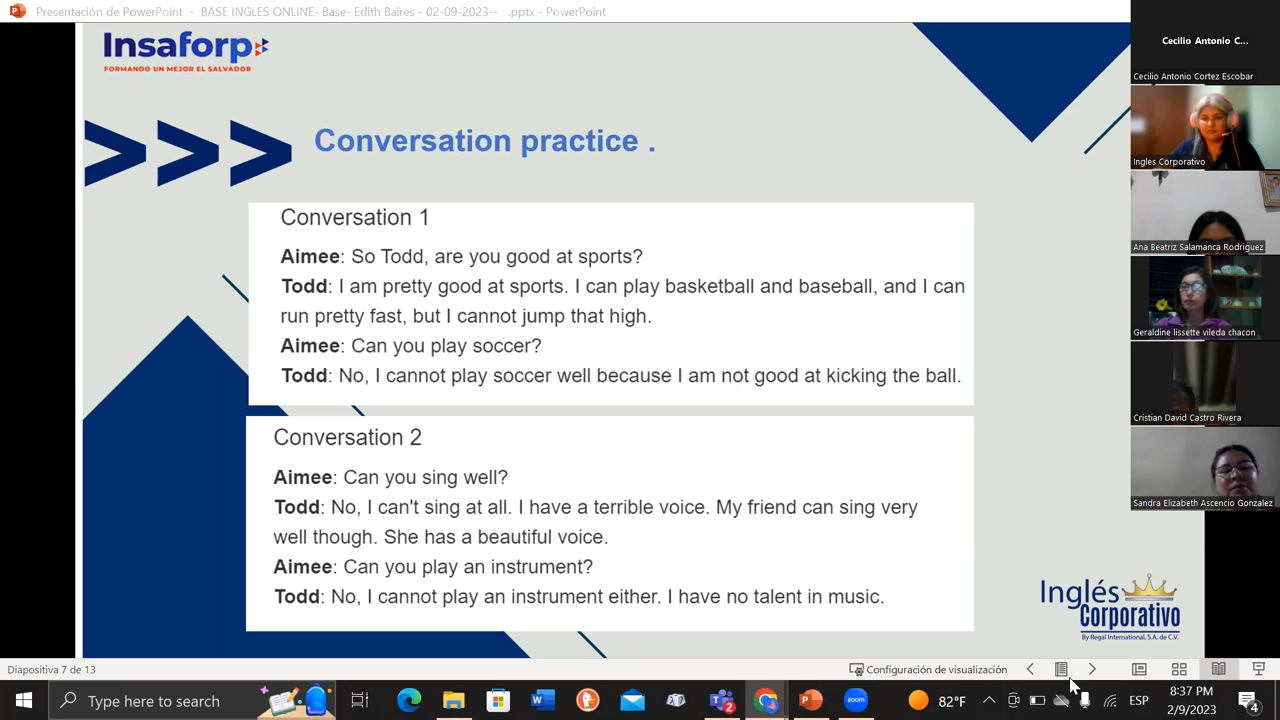 Presentación de PowerPoint - BASE INGLES ONLiNE- Base- Edith Baires - 02-09-2023-- .pptx - PowerPoint
Insaforp
FORMANDO UN MEJOR EL SALVADOR
Conversation practice .
Conversation 1
Aimee: So Todd, are you good at sports?
Todd: I am pretty good at sports. I can play basketball and baseball, and I can
run pretty fast, but I cannot jump that high.
Aimee: Can you play soccer?
Todd: No, I cannot play soccer well because I am not good at kicking the ball.
Conversation 2
Aimee: Can you sing well?
Todd: No, I can't sing at all. I have a terrible voice. My friend can sing very
well though. She has a beautiful voice.
Aimee: Can you play an instrument?
Todd: No, I cannot play an instrument either. I have no talent in music.
Inglés
Corporativo
By Regal International, S.A. de C.V.
Cecilio Antonio C...
Cecilio Antonio Cortez Escobar
Ingles Corporativo
Ana Beatriz Salamanca Rodriguez
Geraldine lissette vileda chacon
Cristian David Castro Rivera
Sandra Elizabeth Ascencio Gonzalez
Diapositiva 7 de 13
Configuración de visualización
Type here to search
82°F
ESP
8:37 PM
2/9/2023
4